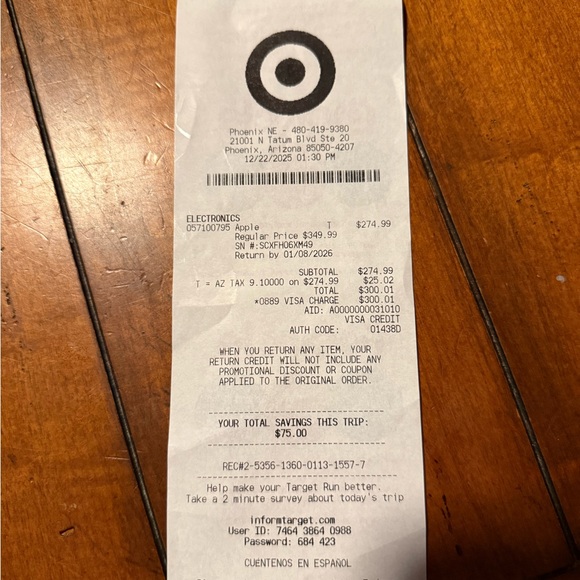 Phoenix NE - 480-419-9380
21001 N Tatum Blvd Ste 20
Phoenix, Arizona 85050-4207
12/22/2025 01:30 PM
ELECTRONICS
057100795 Apple T $274.99
Regular Price $349.99
SN #:SCXFH06XM49
Return by 01/08/2026
SUBTOTAL $274.99
T = AZ TAX 9.10000 on $274.99 $25.02
TOTAL $300.01
*0889 VISA CHARGE $300.01
AID: A0000000031010
VISA CREDIT
AUTH CODE: 01438D
WHEN YOU RETURN ANY ITEM, YOUR
RETURN CREDIT WILL NOT INCLUDE ANY
PROMOTIONAL DISCOUNT OR COUPON
APPLIED TO THE ORIGINAL ORDER.
YOUR TOTAL SAVINGS THIS TRIP:
$75.00
REC#2-5356-1360-0113-1557-7
Help make your Target Run better.
Take a 2 minute survey about today's trip
informtarget.com
User ID: 7464 3864 0988
Password: 684 423
CUENTENOS EN ESPAÑOL